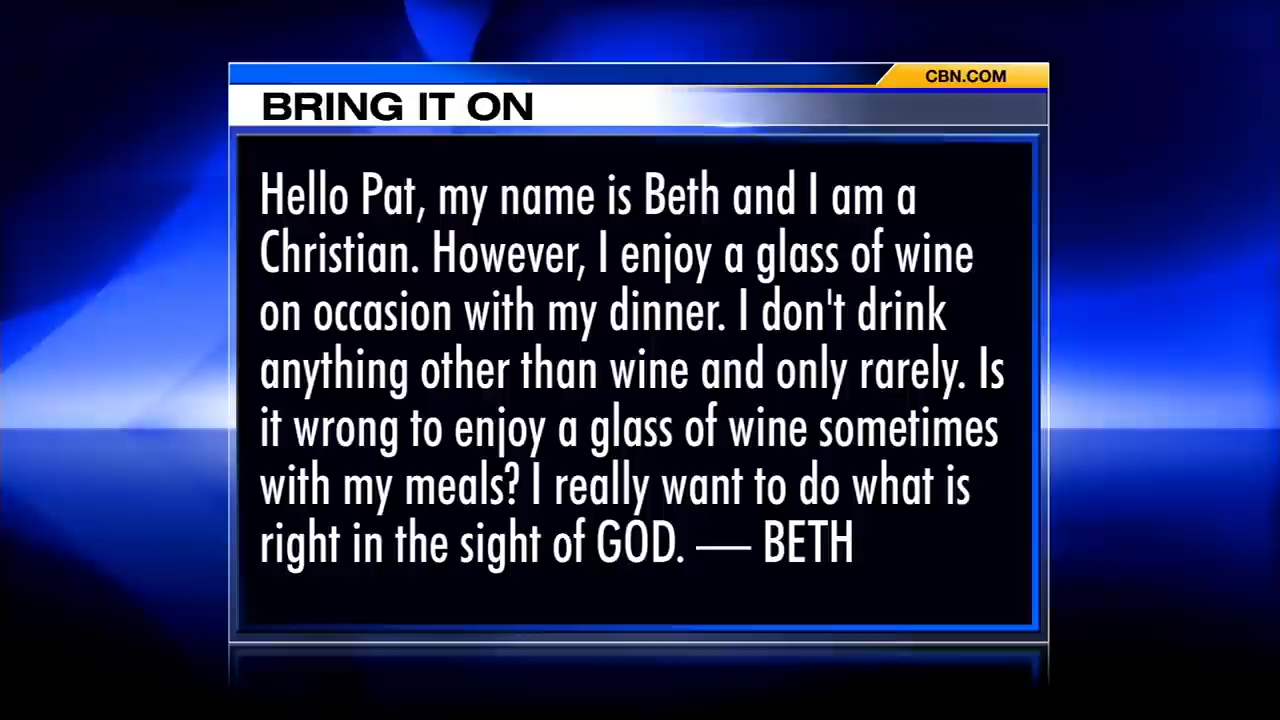 CBN.COM
BRING IT ON
Hello Pat, my name is Beth and I am a
Christian. However, I enjoy a glass of wine
on occasion with my dinner. I don't drink
anything other than wine and only rarely. Is
it wrong to enjoy a glass of wine sometimes
with my meals? I really want to do what is
right in the sight of GOD. — BETH